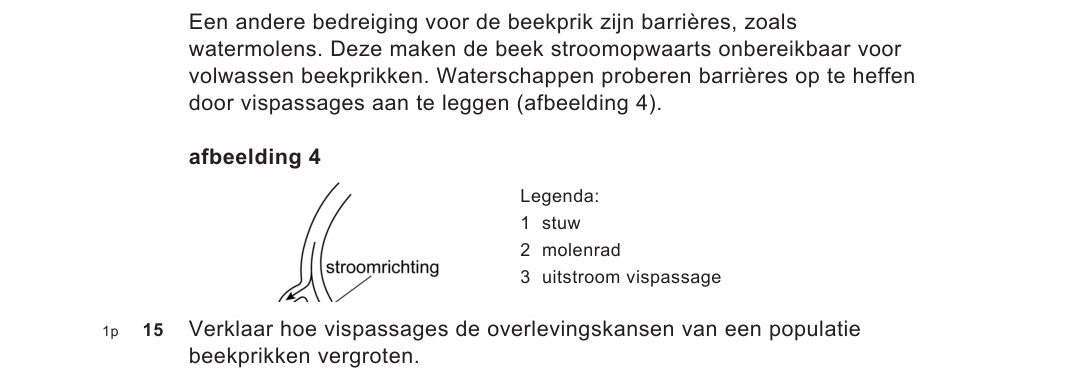 Een andere bedreiging voor de beekprik zijn barrières, zoals
watermolens. Deze maken de beek stroomopwaarts onbereikbaar voor
volwassen beekprikken. Waterschappen proberen barrières op te heffen
door vispassages aan te leggen (afbeelding 4).
afbeelding 4
stroomrichting
Legenda:
1 stuw
2 molenrad
3 uitstroom vispassage
1p 15 Verklaar hoe vispassages de overlevingskansen van een populatie
beekprikken vergroten.